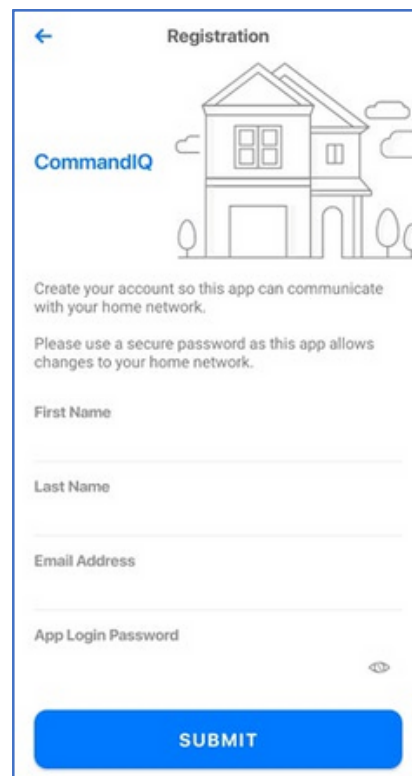 Registration
CommandIQ
Create your account so this app can communicate
with your home network.
Please use a secure password as this app allows
changes to your home network.
First Name
Last Name
Email Address
App Login Password
SUBMIT